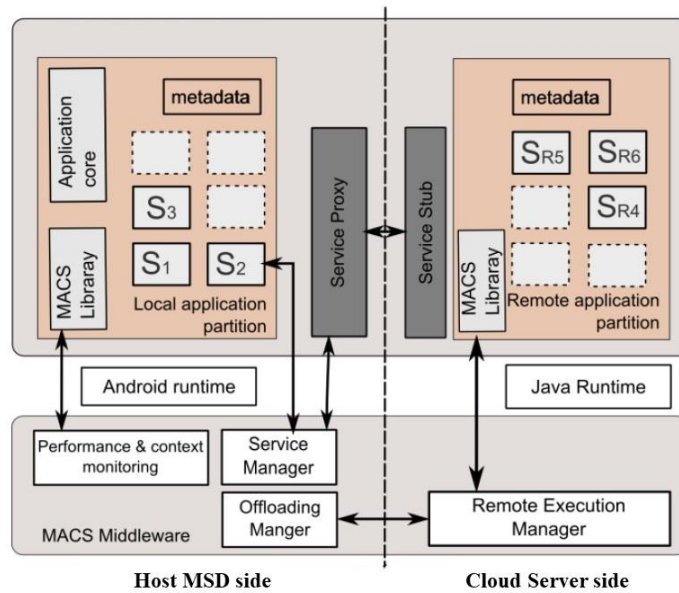 metadata
Application
core
S3
S1
S2
MACS
Libraray
Local application
partition
Service Proxy
Service Stub
metadata
SR5
SR6
SR4
MACS
Libraray
Remote application
partition
Android runtime
Java Runtime
Performance & context
monitoring
Service
Manager
Offloading
Manger
Remote Execution
Manager
MACS Middleware
Host MSD side
Cloud Server side